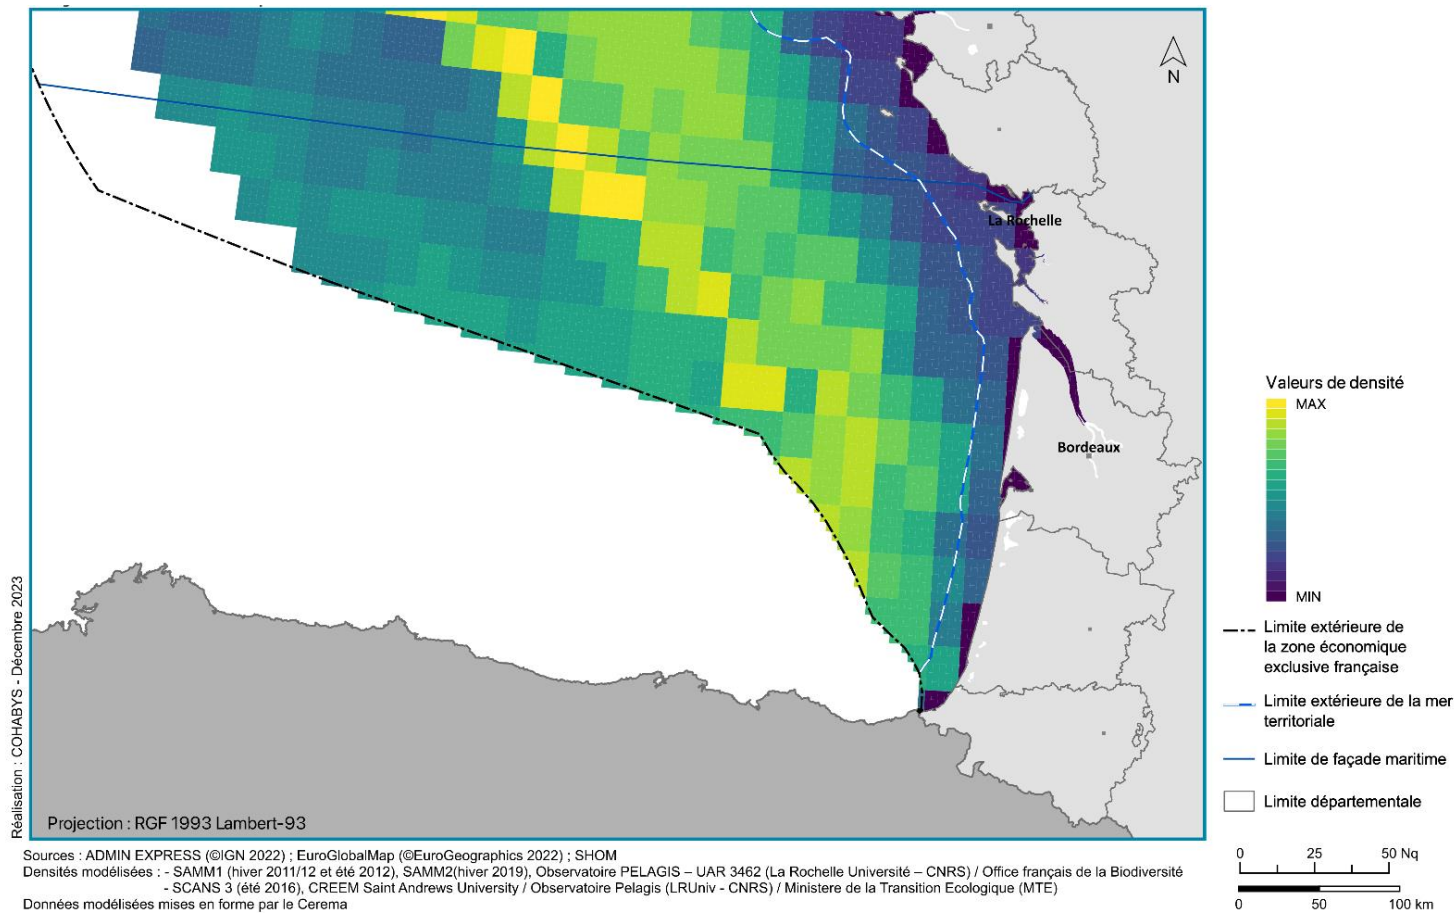 N
La Rochelle
Bordeaux
Valeurs de densité
MAX
MIN
Limite extérieure de
la zone économique
exclusive française
Limite extérieure de la mer
territoriale
Limite de façade maritime
Limite départementale
0 50 Nq
0 50 100 km
Réalisation : COHABYS - Décembre 2023
Projection : RGF 1993 Lambert-93
Sources : ADMIN EXPRESS (©IGN 2022) ; EuroGlobalMap (©EuroGeographics 2022) ; SHOM
Densités modélisées : - SAMM1 (hiver 2011/12 et été 2012), SAMM2(hiver 2019), Observatoire PELAGIS – UAR 3462 (La Rochelle Université – CNRS) / Office français de la Biodiversité
- SCANS 3 (été 2016), CREEM Saint Andrews University / Observatoire Pelagis (LRUniv - CNRS) / Ministere de la Transition Ecologique (MTE)
Données modélisées mises en forme par le Cerema